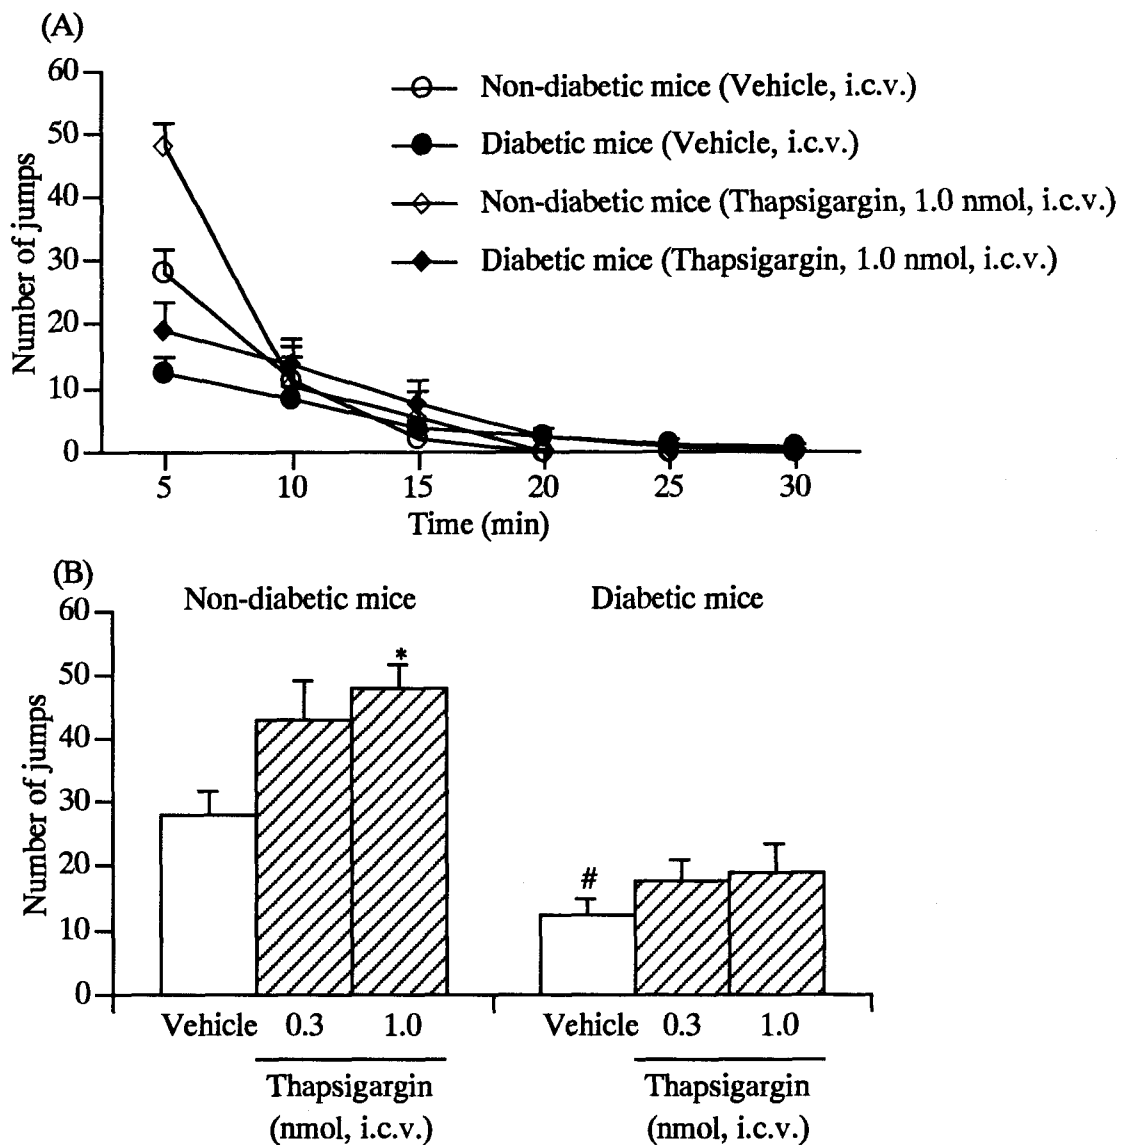 (A)
60
50
40
30
20
10
0
Number of jumps
Non-diabetic mice (Vehicle, i.c.v.)
Diabetic mice (Vehicle, i.c.v.)
Non-diabetic mice (Thapsigargin, 1.0 nmol, i.c.v.)
Diabetic mice (Thapsigargin, 1.0 nmol, i.c.v.)
5 10 15 20 25 30
Time (min)
(B)
Non-diabetic mice Diabetic mice
60
50
40
30
20
10
0
Number of jumps
*
#
Vehicle 0.3 1.0 Vehicle 0.3 1.0
Thapsigargin Thapsigargin
(nmol, i.c.v.) (nmol, i.c.v.)